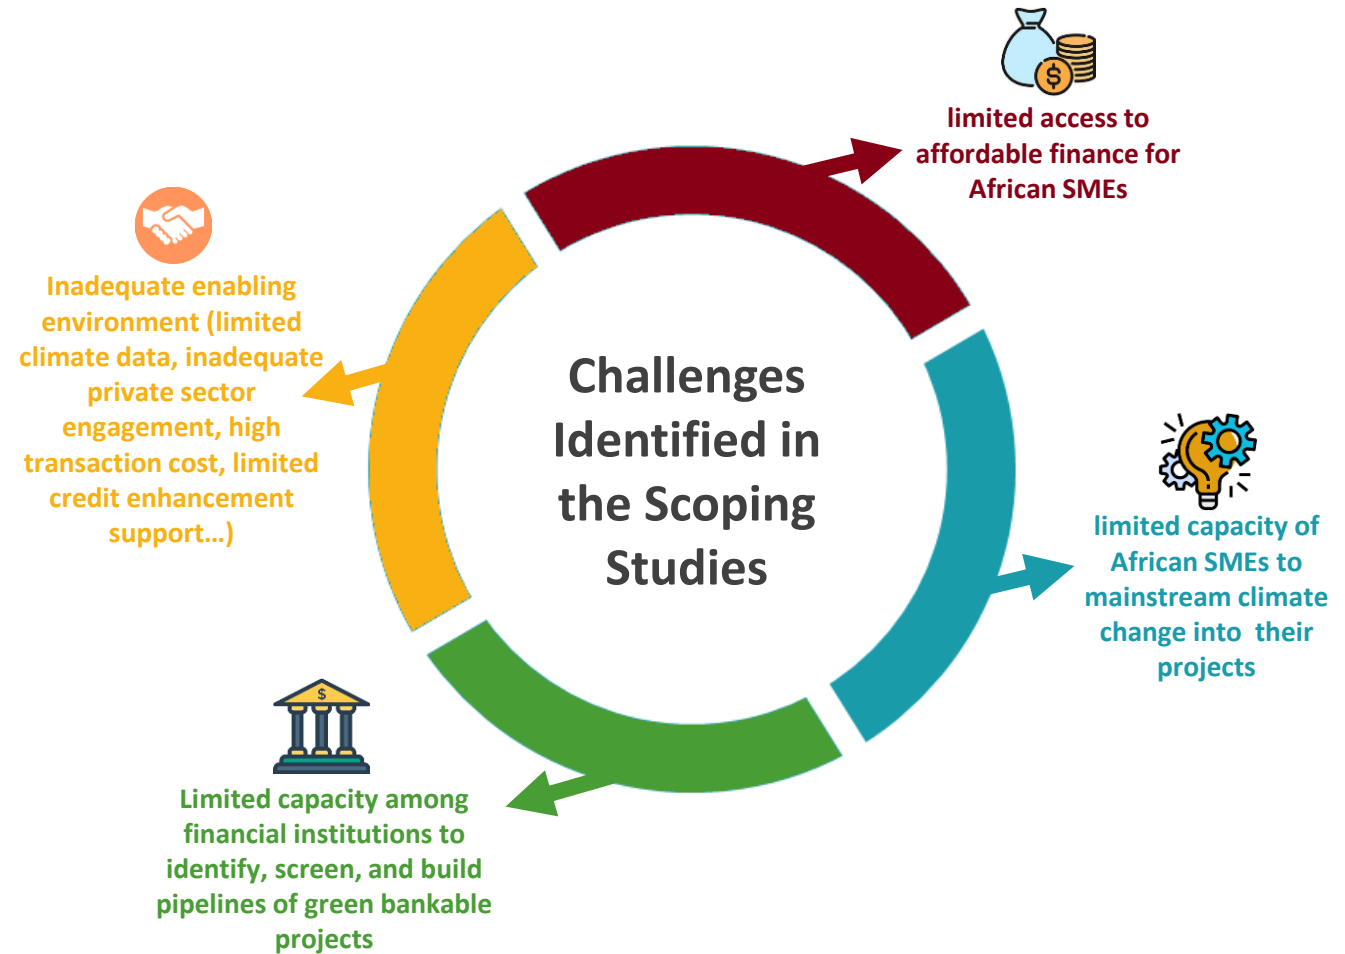 limited access to
affordable finance for
African SMEs
Inadequate enabling
environment (limited
climate data, inadequate
private sector
engagement, high
transaction cost, limited
credit enhancement
support...)
Challenges
Identified in
the Scoping
Studies
limited capacity of
African SMEs to
mainstream climate
change into  their
projects
$
$
Limited capacity among
financial institutions to
identify, screen, and build
pipelines of green bankable
projects